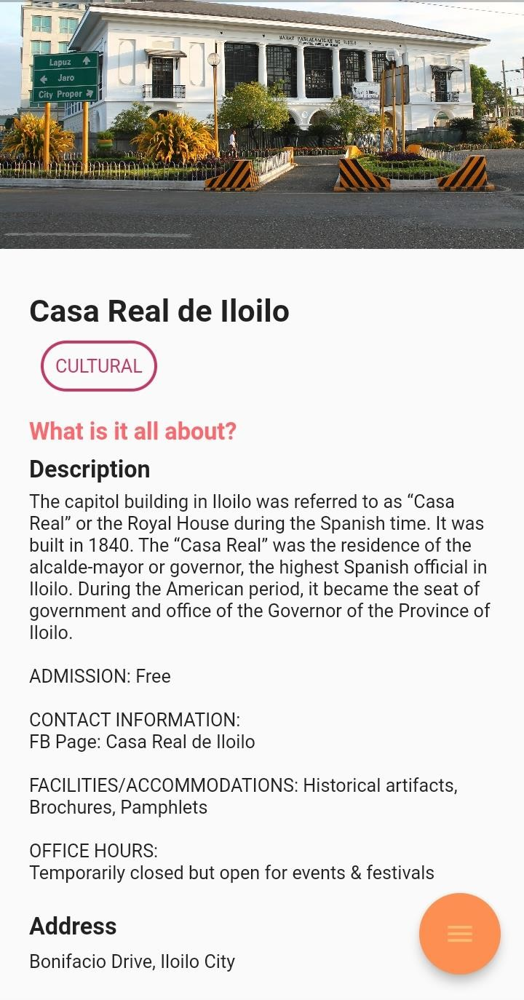 Lapuz
Jaro
City Proper
BAHAY PAMPALAWIGAN NG ILOILO
Casa Real de Iloilo
CULTURAL
What is it all about?
Description
The capitol building in Iloilo was referred to as “Casa
Real” or the Royal House during the Spanish time. It was
built in 1840. The “Casa Real” was the residence of the
alcalde-mayor or governor, the highest Spanish official in
Iloilo. During the American period, it became the seat of
government and office of the Governor of the Province of
Iloilo.
ADMISSION: Free
CONTACT INFORMATION:
FB Page: Casa Real de Iloilo
FACILITIES/ACCOMMODATIONS: Historical artifacts,
Brochures, Pamphlets
OFFICE HOURS:
Temporarily closed but open for events & festivals
Address
Bonifacio Drive, Iloilo City